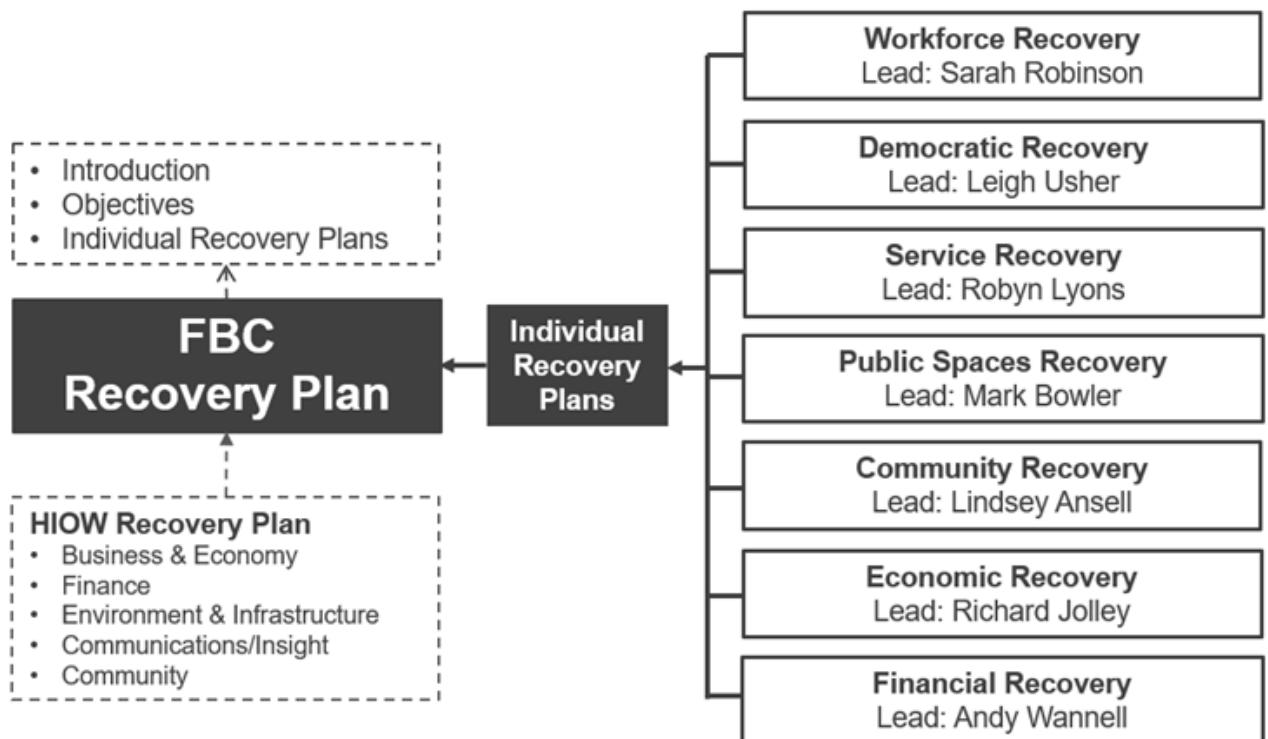 • Introduction
• Objectives
• Individual Recovery Plans
FBC
Recovery Plan
HIOW Recovery Plan
• Business & Economy
• Finance
• Environment & Infrastructure
• Communications/Insight
• Community
Individual
Recovery
Plans
Workforce Recovery
Lead: Sarah Robinson
Democratic Recovery
Lead: Leigh Usher
Service Recovery
Lead: Robyn Lyons
Public Spaces Recovery
Lead: Mark Bowler
Community Recovery
Lead: Lindsey Ansell
Economic Recovery
Lead: Richard Jolley
Financial Recovery
Lead: Andy Wannell